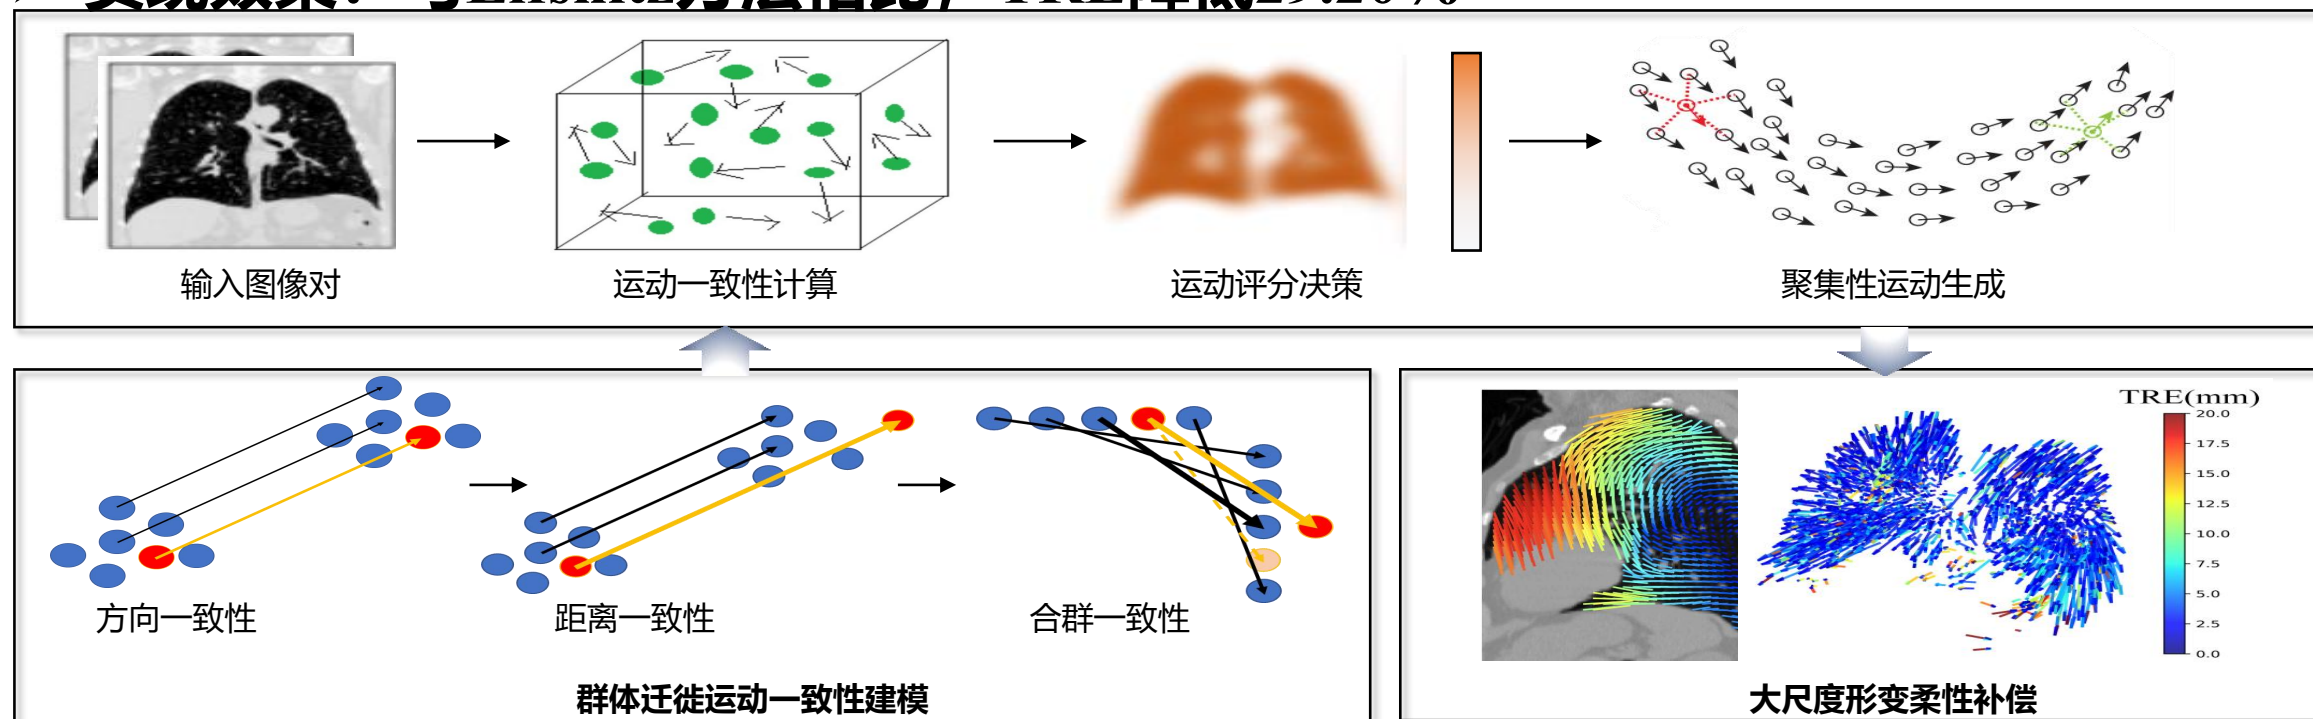 输入图像对
运动一致性计算
运动评分决策
聚集性运动生成
方向一致性
距离一致性
合群一致性
群体迁徙运动一致性建模
TRE(mm)
20.0
17.5
15.0
12.5
10.0
7.5
5.0
2.5
0.0
大尺度形变柔性补偿